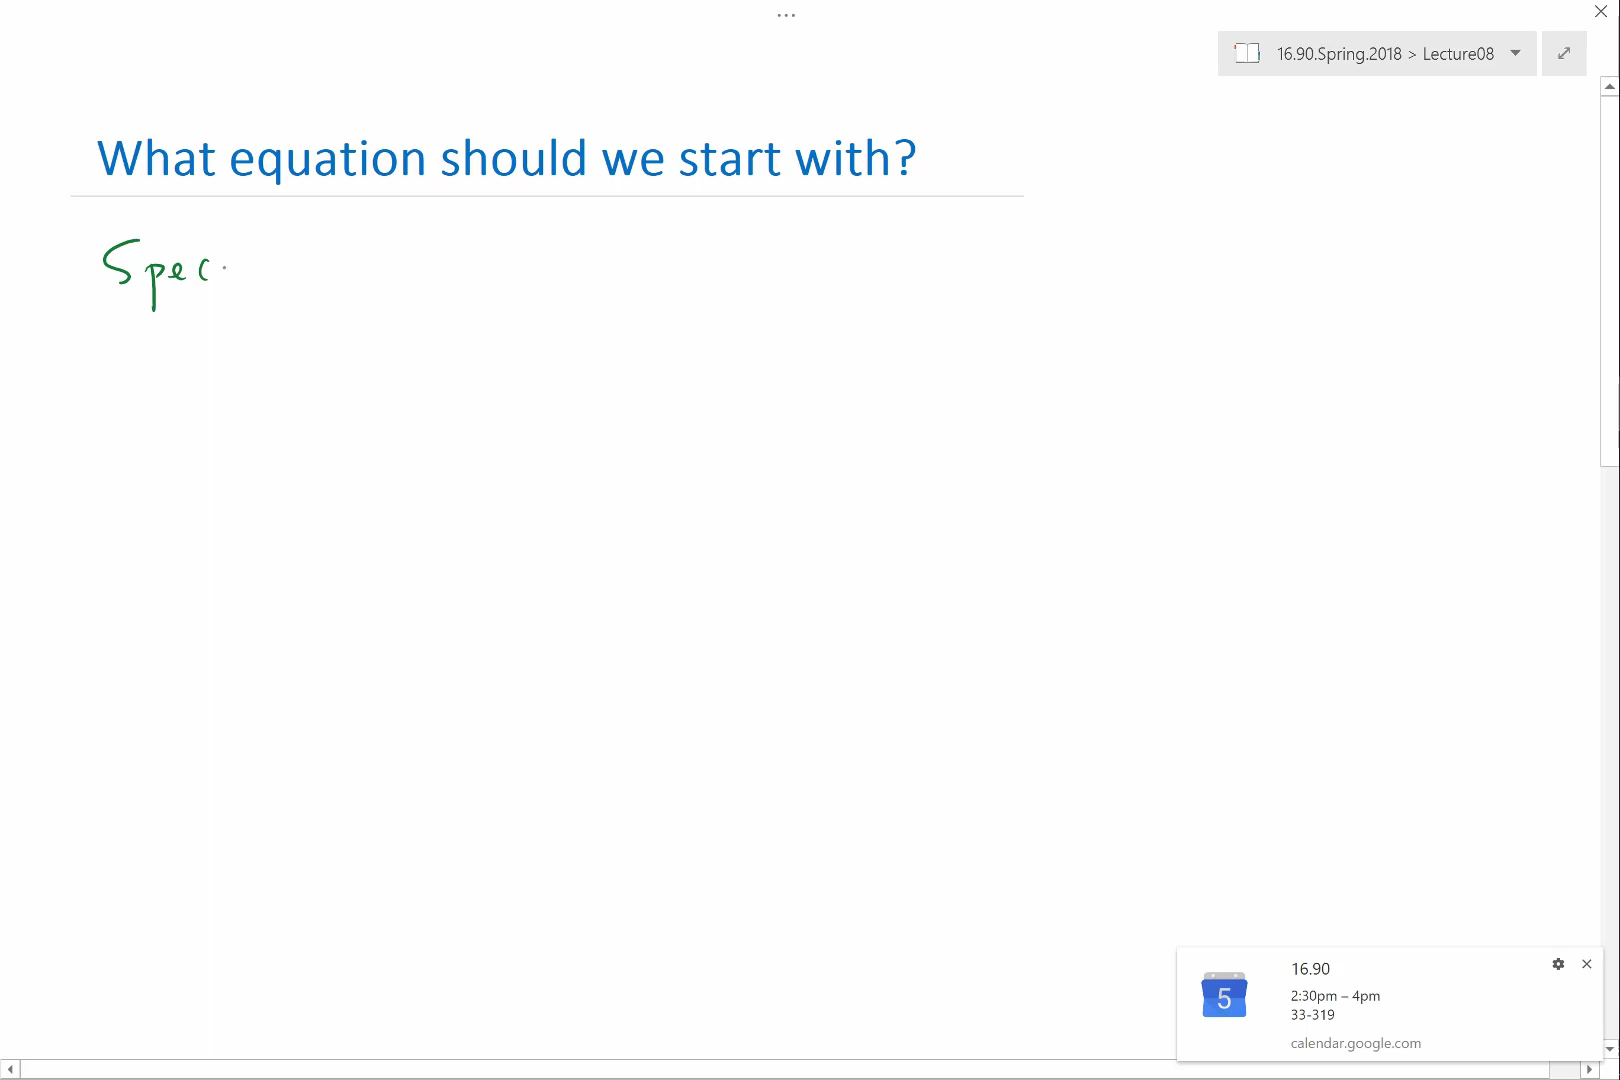 ...
16.90.Spring.2018 > Lecture08
What equation should we start with?
Spec
16.90
5
2:30pm – 4pm
33-319
calendar.google.com